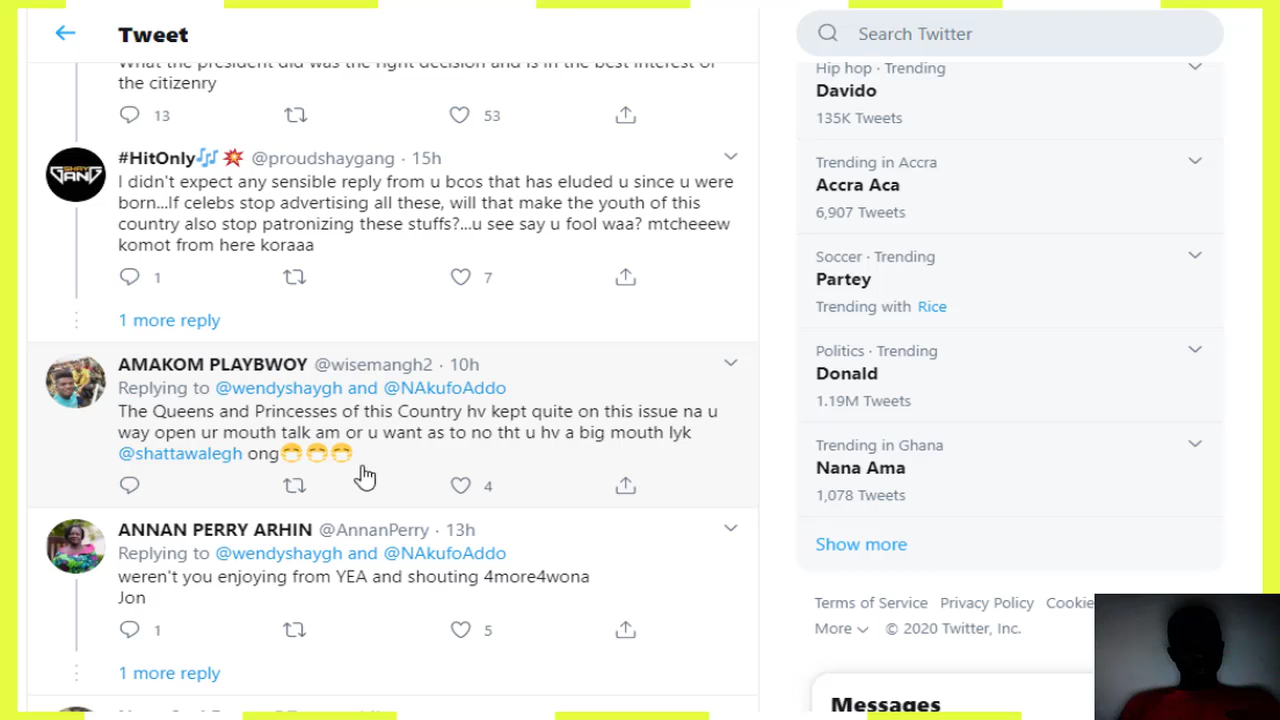 Tweet
What the president did was the right decision and is in the best interest of
the citizenry
13
53
#HitOnly🎶💥 @proudshaygang · 15h
I didn't expect any sensible reply from u bcos that has eluded u since u were
born...If celebs stop advertising all these, will that make the youth of this
country also stop patronizing these stuffs?...u see say u fool waa? mtcheeew
komot from here koraaa
1
7
1 more reply
AMAKOM PLAYBWOY @wisemangh2 · 10h
Replying to @wendyshaygh and @NAkufoAddo
The Queens and Princesses of this Country hv kept quite on this issue na u
way open ur mouth talk am or u want as to no tht u hv a big mouth lyk
@shattawalegh ong😷😷😷
4
ANNAN PERRY ARHIN @AnnanPerry · 13h
Replying to @wendyshaygh and @NAkufoAddo
weren't you enjoying from YEA and shouting 4more4wona
Jon
1
5
1 more reply
Search Twitter
Hip hop · Trending
Davido
135K Tweets
Trending in Accra
Accra Aca
6,907 Tweets
Soccer · Trending
Partey
Trending with Rice
Politics · Trending
Donald
1.19M Tweets
Trending in Ghana
Nana Ama
1,078 Tweets
Show more
Terms of Service Privacy Policy Cookie
More © 2020 Twitter, Inc.
Messages
SHAY
GANG